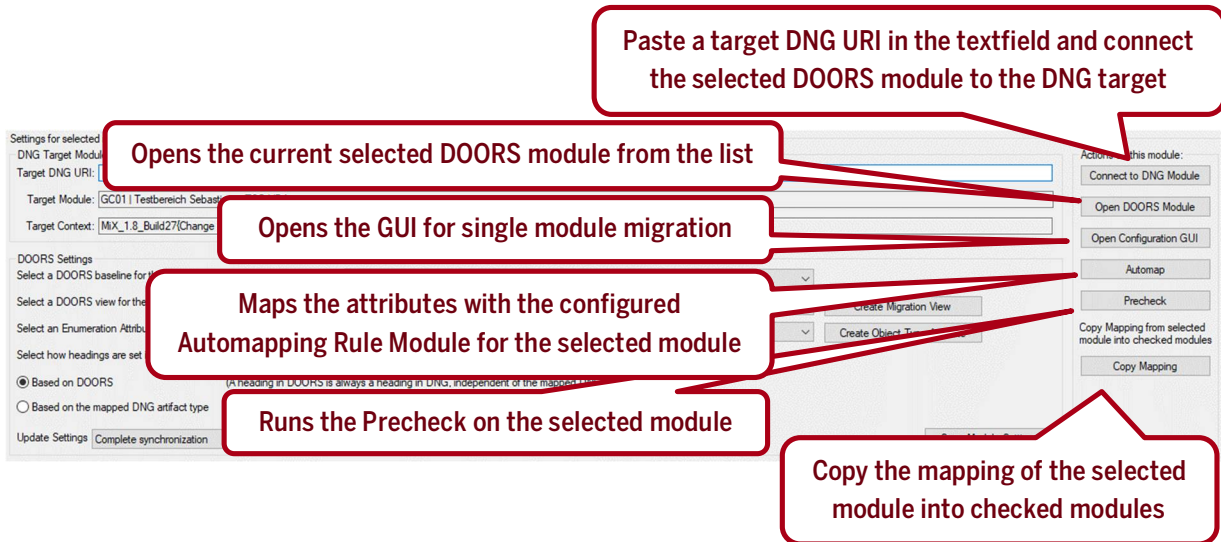 Paste a target DNG URI in the textfield and connect
the selected DOORS module to the DNG target
Settings for selected
DNG Target Modu
Target DNG URI:
Opens the current selected DOORS module from the list
Actions this module:
Connect to DNG Module
Target Module: GC01 | Testbereich Sebasti
Open DOORS Module
Target Context: MiX_1.8_Build27{Change
Opens the GUI for single module migration
Open Configuration GUI
DOORS Settings
Select a DOORS baseline for
Automap
Select a DOORS view for the
Maps the attributes with the configured
Automapping Rule Module for the selected module
Create Migration View
Precheck
Select an Enumeration Attribu
Create Object
Copy Mapping from selected
module into checked modules
Select how headings are set
Copy Mapping
Based on DOORS
(A heading in DOORS is always a heading in DNG, independent of the mapped
Based on the mapped DNG artifact type
Runs the Precheck on the selected module
Update Settings Complete synchronization
Copy the mapping of the selected
module into checked modules